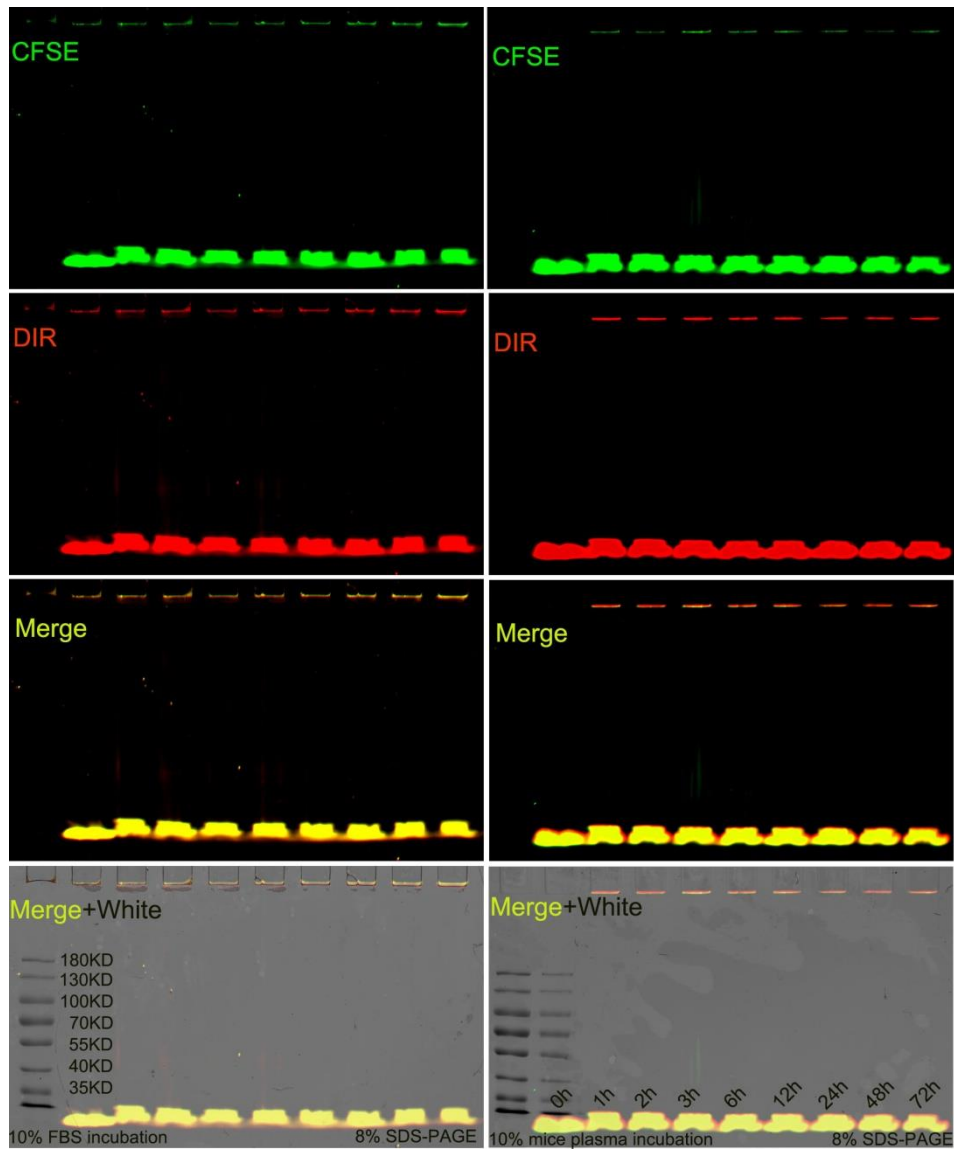 CFSE
CFSE
DIR
DIR
Merge
Merge
Merge+White
180KD
130KD
100KD
70KD
55KD
40KD
35KD
10% FBS incubation
8% SDS-PAGE
Merge+White
0h
1h
2h
3h
6h
12h
24h
48h
72h
10% mice plasma incubation
8% SDS-PAGE